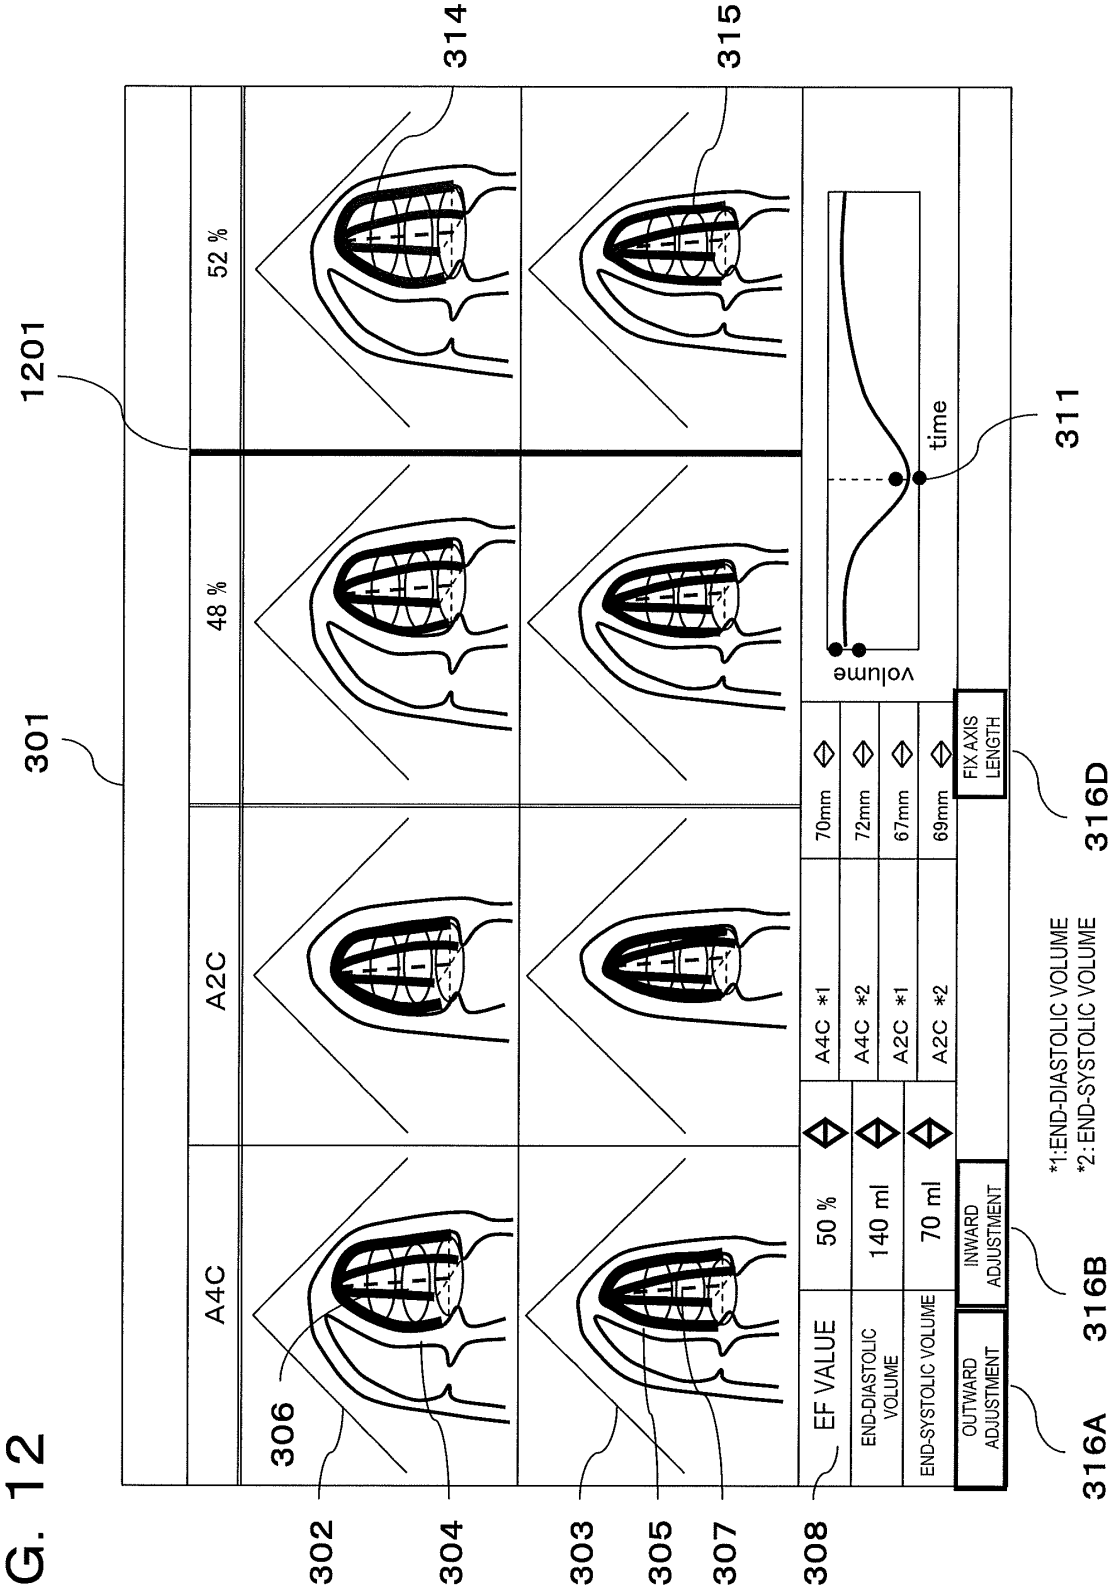 G. 12
301
1201
A4C
A2C
48 %
52 %
306
302
304
314
303
305
307
315
308
EF VALUE
50 %
END-DIASTOLIC
VOLUME
140 ml
END-SYSTOLIC VOLUME
70 ml
A4C *1
70mm
A4C *2
72mm
A2C *1
67mm
A2C *2
69mm
volume
time
311
OUTWARD
ADJUSTMENT
INWARD
ADJUSTMENT
FIX AXIS
LENGTH
316A
316B
316D
*1:END-DIASTOLIC VOLUME
*2:END-SYSTOLIC VOLUME